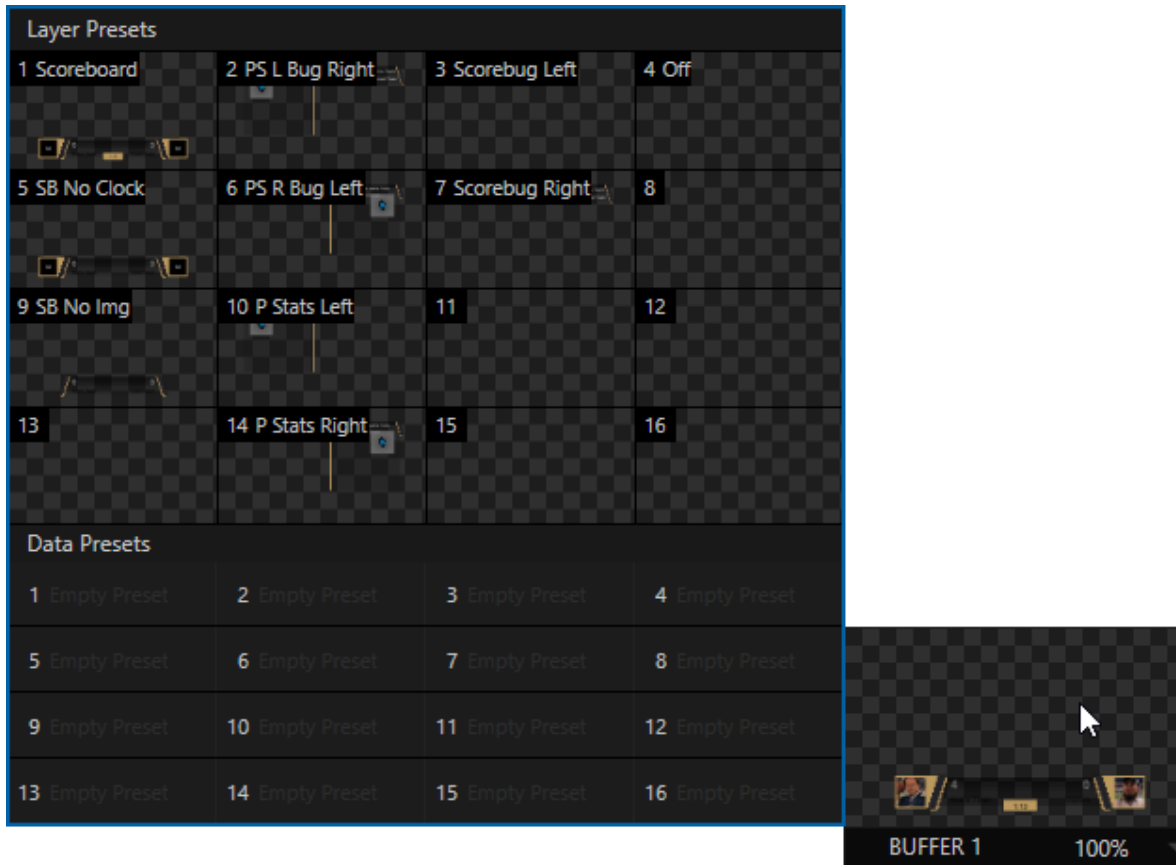 Layer Presets
1 Scoreboard
2 PS L Bug Right
3 Scorebug Left
4 Off
5 SB No Clock
6 PS R Bug Left
7 Scorebug Right
8
9 SB No Img
10 P Stats Left
11
12
13
14 P Stats Right
15
16
Data Presets
1 Empty Preset
2 Empty Preset
3 Empty Preset
4 Empty Preset
5 Empty Preset
6 Empty Preset
7 Empty Preset
8 Empty Preset
9 Empty Preset
10 Empty Preset
11 Empty Preset
12 Empty Preset
13 Empty Preset
14 Empty Preset
15 Empty Preset
16 Empty Preset
4
0
1:12
BUFFER 1
100%